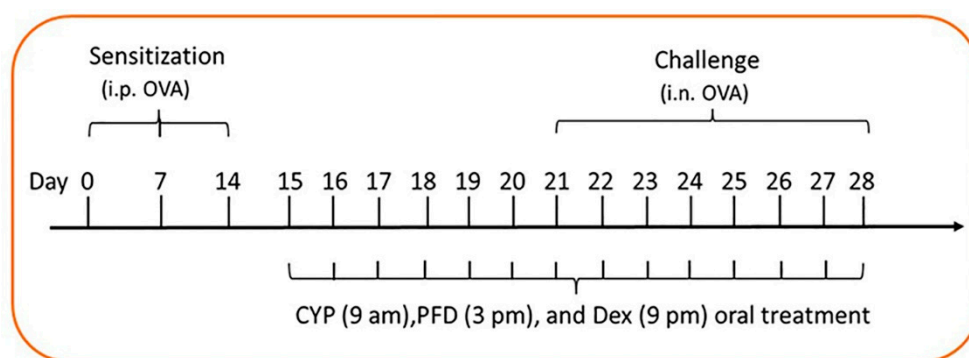 Sensitization
(i.p. OVA)
Challenge
(i.n. OVA)
Day 0 7 14 15 16 17 18 19 20 21 22 23 24 25 26 27 28
CYP (9 am),PFD (3 pm), and Dex (9 pm) oral treatment